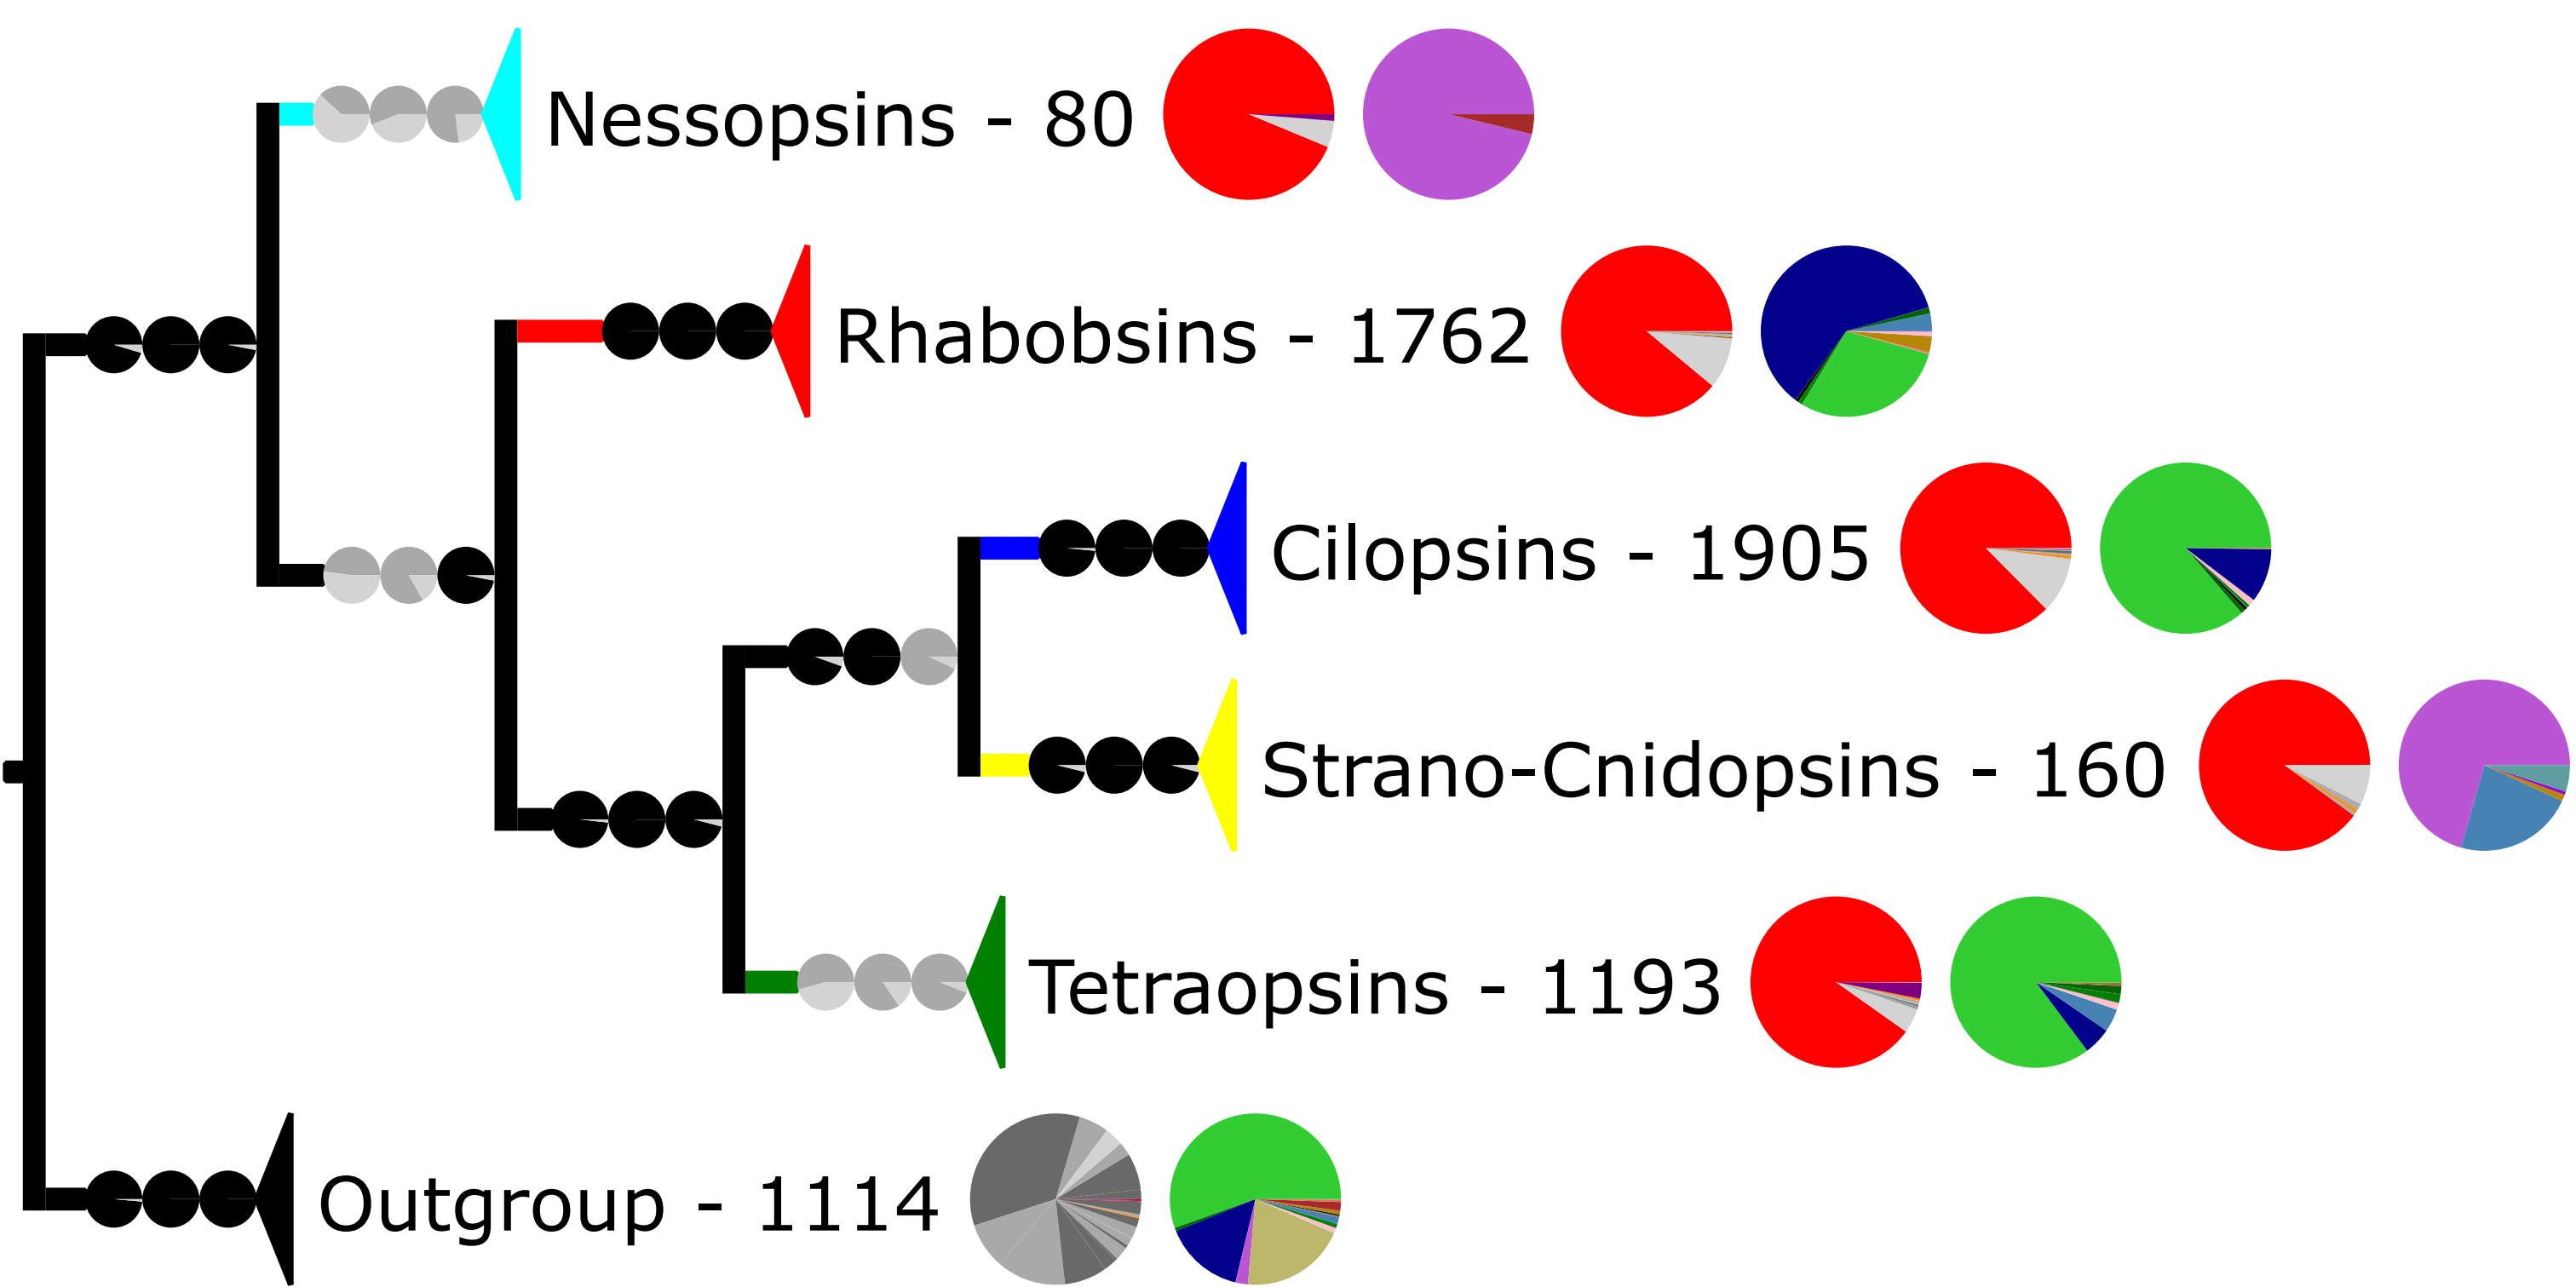 Nessopsins - 80
Rhabobsins - 1762
Cilopsins - 1905
Strano-Cnidopsins - 160
Tetraopsins - 1193
Outgroup - 1114